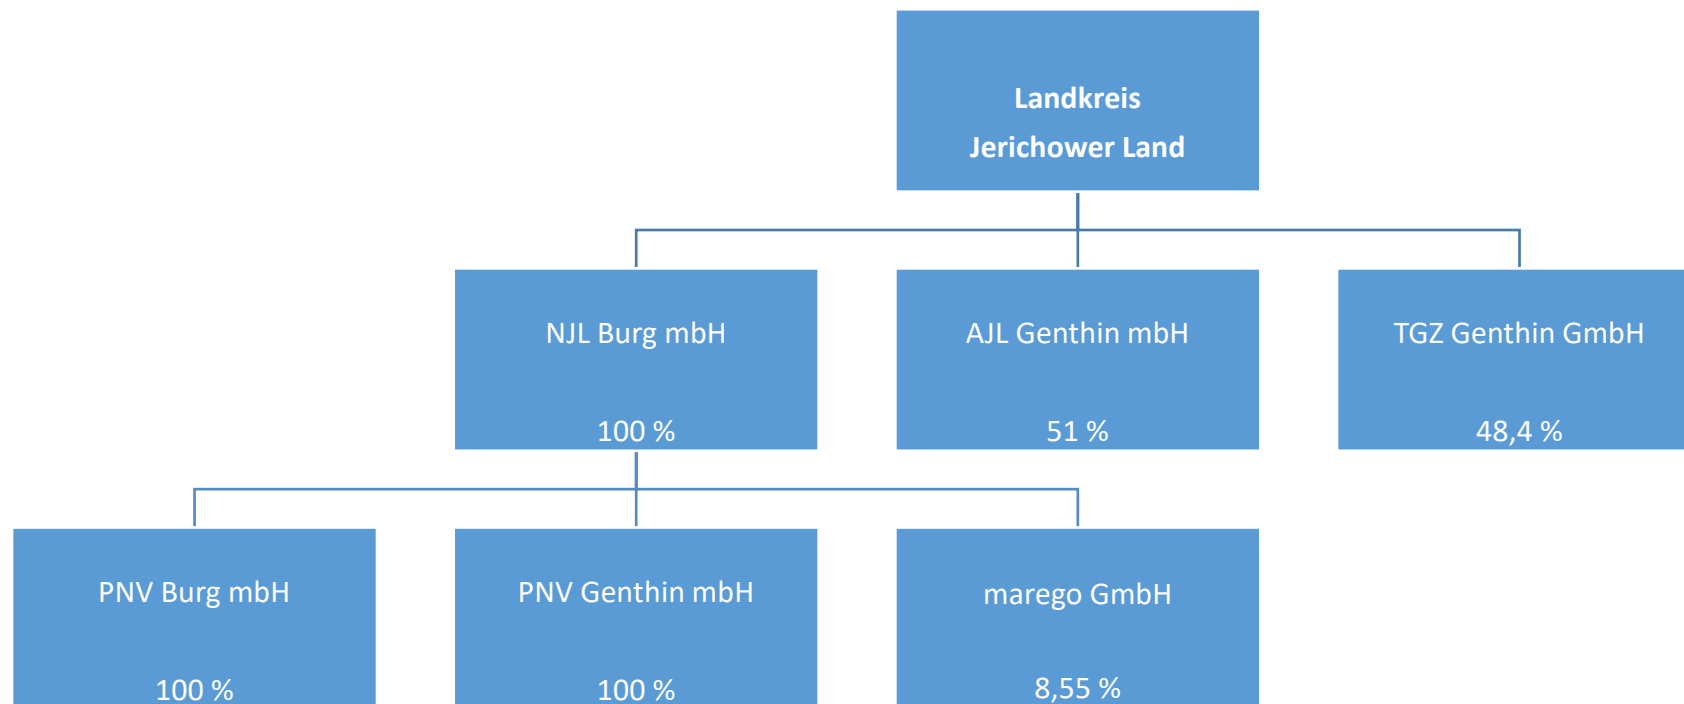 Landkreis
Jerichower Land
NJL Burg mbH
100 %
AJL Genthin mbH
51 %
TGZ Genthin GmbH
48,4 %
PNV Burg mbH
100 %
PNV Genthin mbH
100 %
marego GmbH
8,55 %